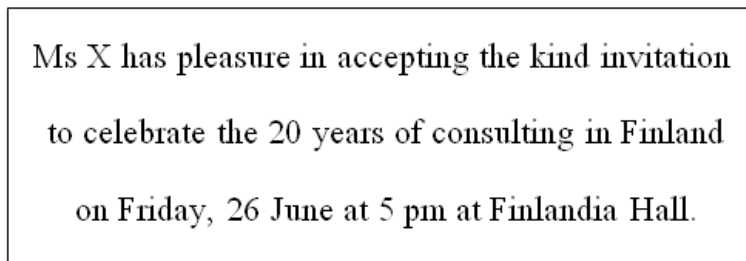 Ms X has pleasure in accepting the kind invitation
to celebrate the 20 years of consulting in Finland
on Friday, 26 June at 5 pm at Finlandia Hall.